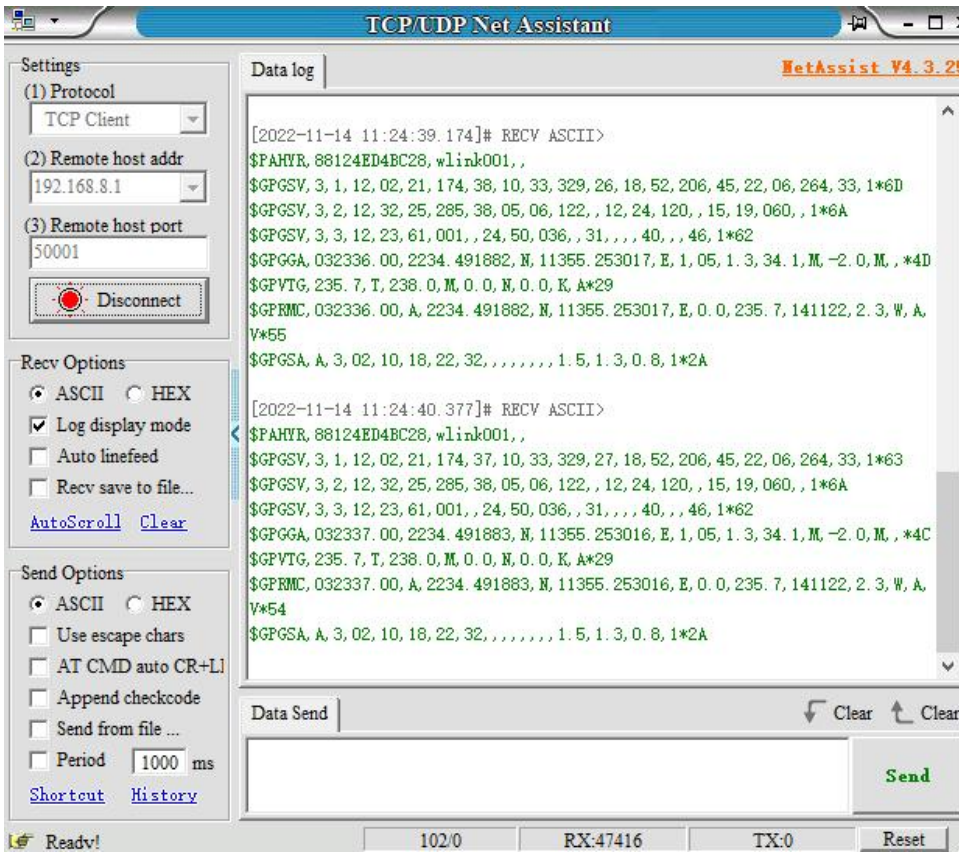 TCP/UDP Net Assistant
Settings
(1) Protocol
TCP Client
(2) Remote host addr
192.168.8.1
(3) Remote host port
50001
Disconnect
Recv Options
ASCII HEX
Log display mode
Auto linefeed
Recv save to file...
AutoScroll Clear
Send Options
ASCII HEX
Use escape chars
AT CMD auto CR+LI
Append checkcode
Send from file ...
Period 1000 ms
Shortcut History
Data log
NetAssist V4.3.29
[2022-11-14 11:24:39.174]# RECV ASCII>
$PAHYR, 88124ED4BC28, wlink001, ,
$GPGSV, 3, 1, 12, 02, 21, 174, 38, 10, 33, 329, 26, 18, 52, 206, 45, 22, 06, 264, 33, 1*6D
$GPGSV, 3, 2, 12, 32, 25, 285, 38, 05, 06, 122, , 12, 24, 120, , 15, 19, 060, , 1*6A
$GPGSV, 3, 3, 12, 23, 61, 001, , 24, 50, 036, , 31, , , , 40, , , 46, 1*62
$GPGGA, 032336.00, 2234.491882, N, 11355.253017, E, 1, 05, 1.3, 34.1, M, -2.0, M, , *4D
$GPVTG, 235.7, T, 238.0, M, 0.0, N, 0.0, K, A*29
$GPRMC, 032336.00, A, 2234.491882, N, 11355.253017, E, 0.0, 235.7, 141122, 2.3, W, A,
V*55
$GPGSA, A, 3, 02, 10, 18, 22, 32, , , , , , , , 1.5, 1.3, 0.8, 1*2A
[2022-11-14 11:24:40.377]# RECV ASCII>
$PAHYR, 88124ED4BC28, wlink001, ,
$GPGSV, 3, 1, 12, 02, 21, 174, 37, 10, 33, 329, 27, 18, 52, 206, 45, 22, 06, 264, 33, 1*63
$GPGSV, 3, 2, 12, 32, 25, 285, 38, 05, 06, 122, , 12, 24, 120, , 15, 19, 060, , 1*6A
$GPGSV, 3, 3, 12, 23, 61, 001, , 24, 50, 036, , 31, , , , 40, , , 46, 1*62
$GPGGA, 032337.00, 2234.491883, N, 11355.253016, E, 1, 05, 1.3, 34.1, M, -2.0, M, , *4C
$GPVTG, 235.7, T, 238.0, M, 0.0, N, 0.0, K, A*29
$GPRMC, 032337.00, A, 2234.491883, N, 11355.253016, E, 0.0, 235.7, 141122, 2.3, W, A,
V*54
$GPGSA, A, 3, 02, 10, 18, 22, 32, , , , , , , , 1.5, 1.3, 0.8, 1*2A
Data Send
Clear Clear
Send
Ready!
102/0
RX:47416
TX:0
Reset